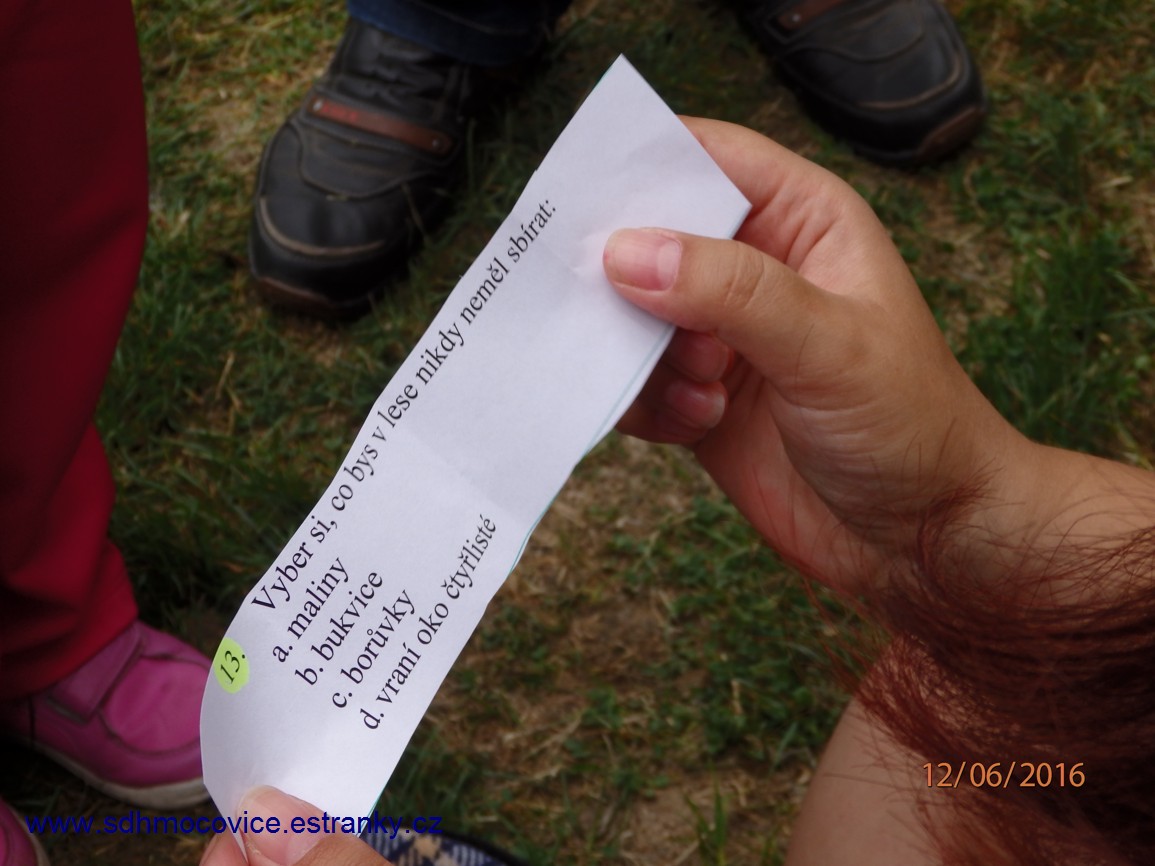 13. Vyber si, co bys v lese nikdy neměl sbírat:
a. maliny
b. bukvice
c. borůvky
d. vraní oko čtyřlisté
12/06/2016
www.sdhmocovice.estranky.cz